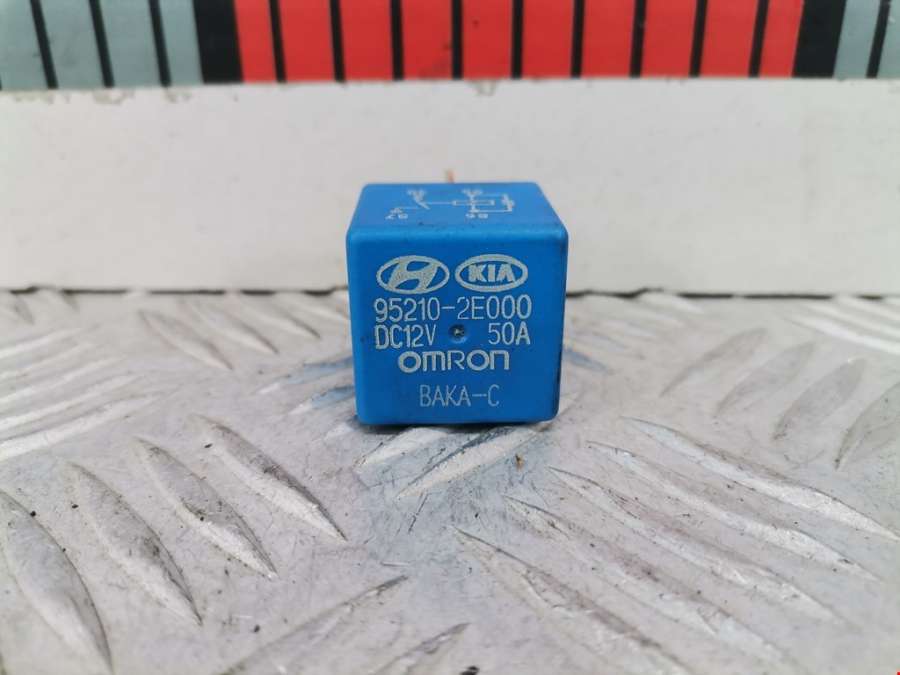 KIA
95210-2E000
DC12V 50A
OMRON
BAKA-C